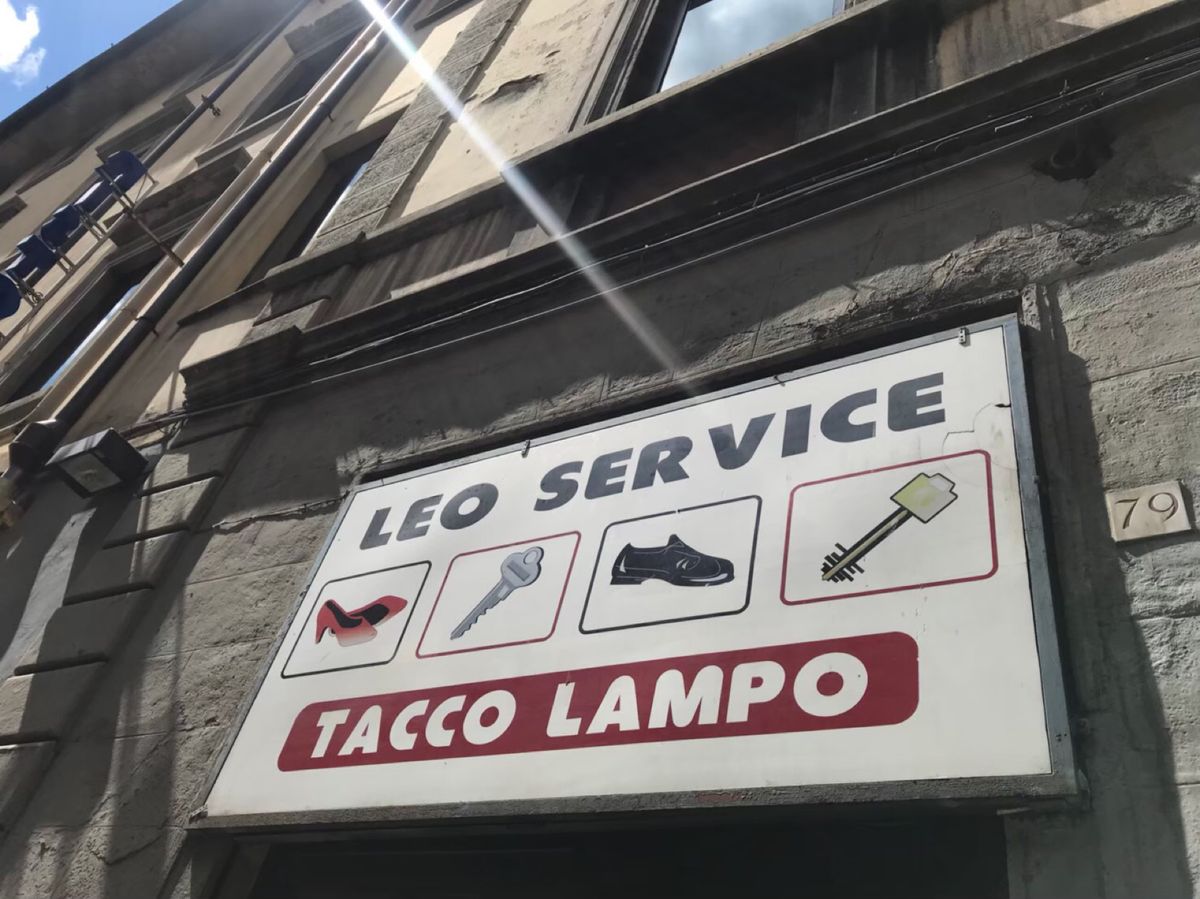 LEO SERVICE
TACCO LAMPO
79